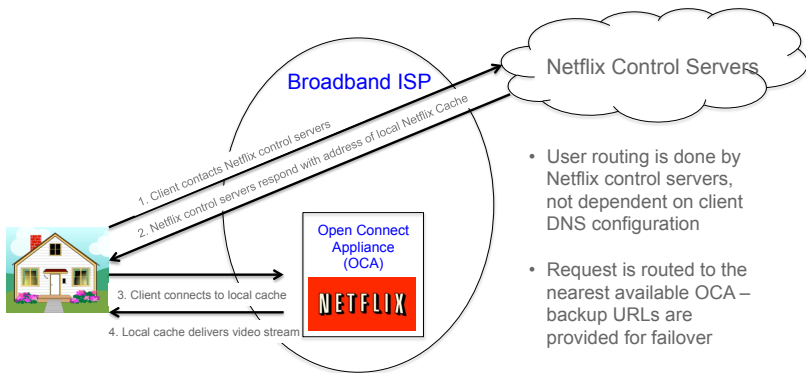 Broadband ISP
Netflix Control Servers
1. Client contacts Netflix control servers
2. Netflix control servers respond with address of local Netflix Cache
Open Connect
Appliance
(OCA)
NETFLIX
3. Client connects to local cache
4. Local cache delivers video stream
• User routing is done by
Netflix control servers,
not dependent on client
DNS configuration
• Request is routed to the
nearest available OCA –
backup URLs are
provided for failover